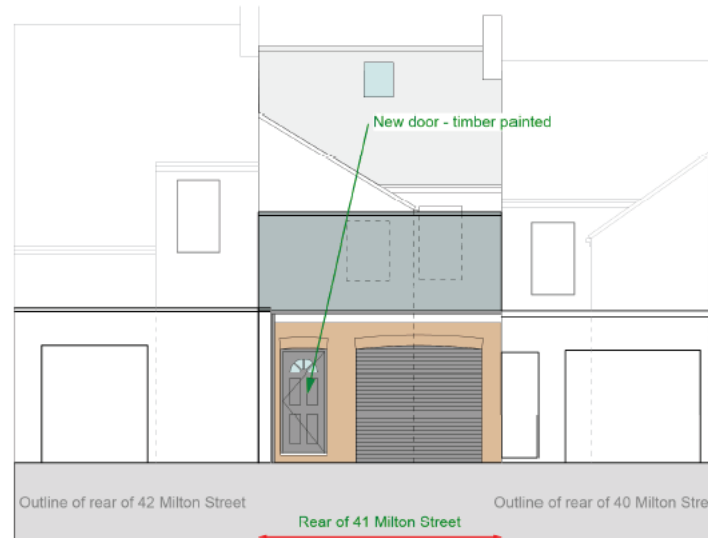 New door - timber painted
Outline of rear of 42 Milton Street
Outline of rear of 40 Milton Stre
Rear of 41 Milton Street